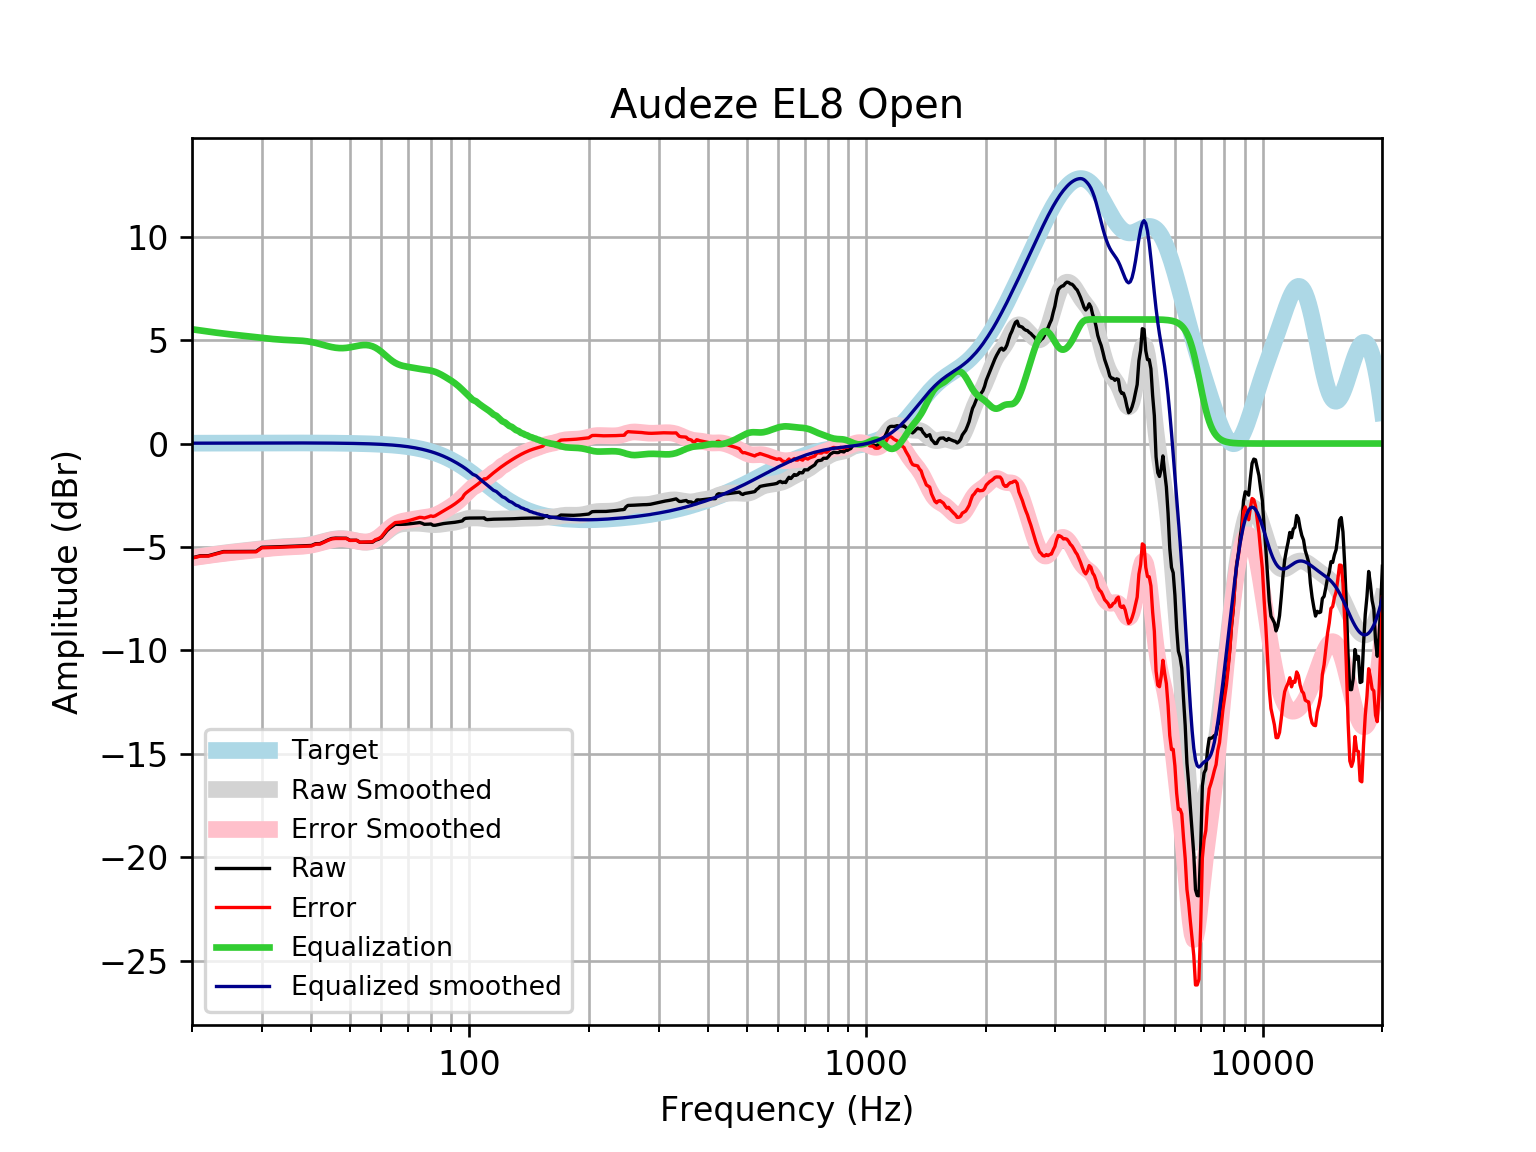 Audeze EL8 Open
10
5
0
−5
−10
−15
−20
−25
Amplitude (dBr)
Target
Raw Smoothed
Error Smoothed
Raw
Error
Equalization
Equalized smoothed
100
1000
10000
Frequency (Hz)